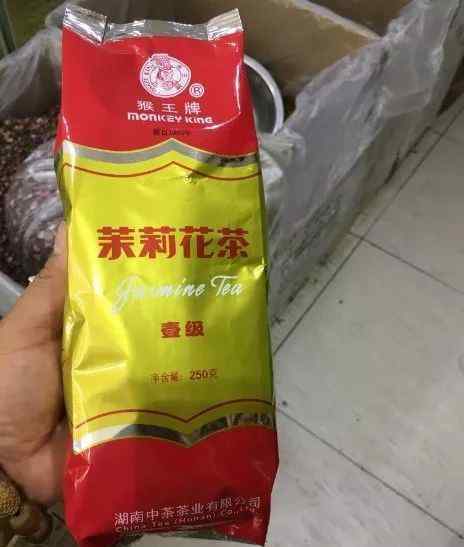 ®
猴王牌
MONKEY KING
茉莉花茶
Jasmine Tea
壹级
净含量：250克
湖南中茶茶业有限公司
China Tea (Hunan) Co.,Ltd.